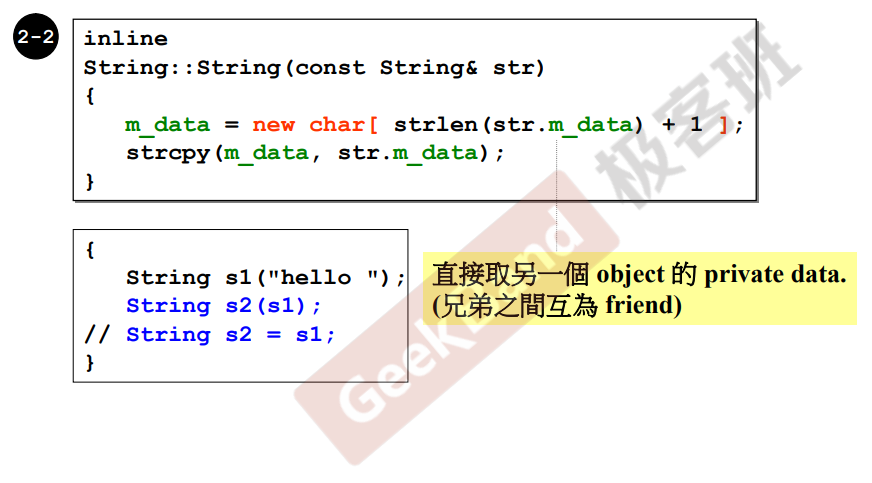 2-2
inline
String::String(const String& str)
{
   m_data = new char[ strlen(str.m_data) + 1 ];
   strcpy(m_data, str.m_data);
}
{
   String s1("hello ");
   String s2(s1);
// String s2 = s1;
}
直接取另一個 object 的 private data.
(兄弟之間互為 friend)
GeekBand 极客班